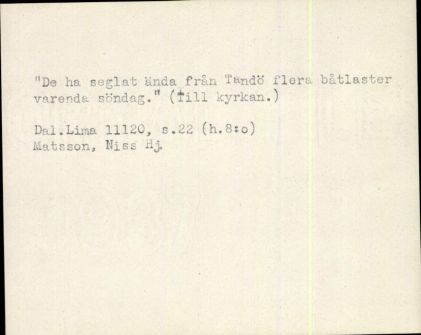 "De ha seglat ända från Tandö flera båtlaster
varenda söndag." (Till kyrkan.)
Dal.Lima 11120, s.22 (h.8:o)
Matsson, Niss Hj.